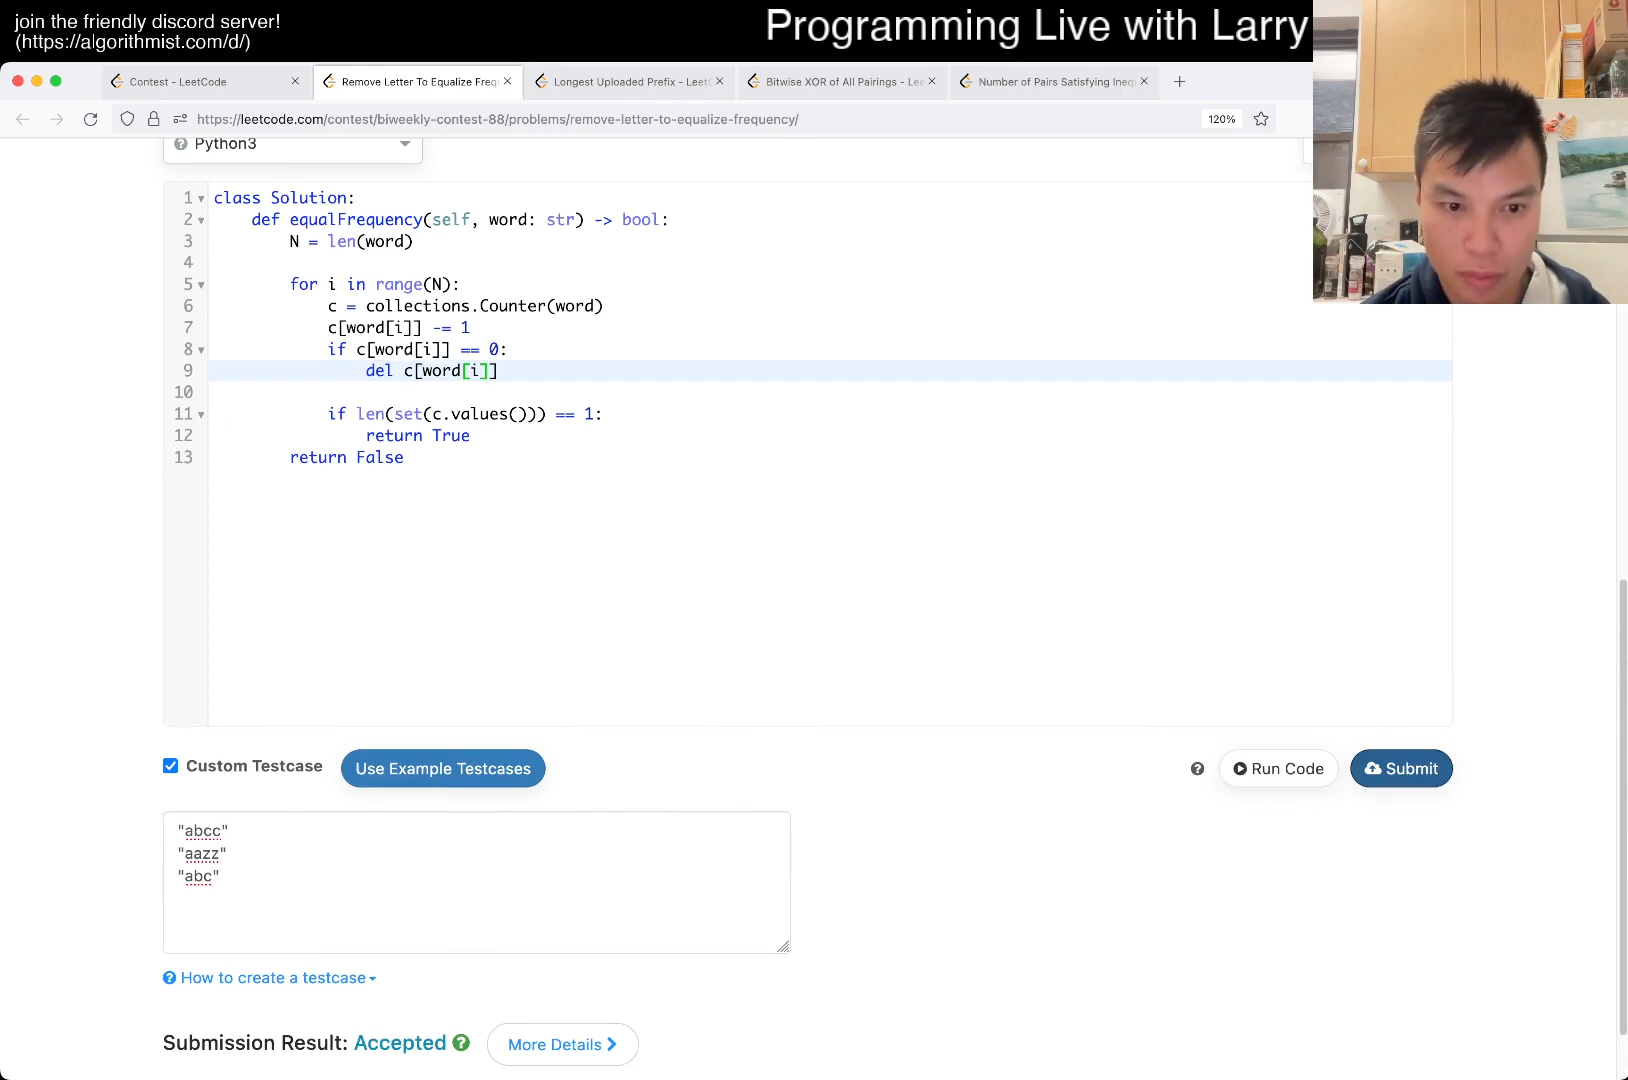 join the friendly discord server!
(https://algorithmist.com/d/)
Programming Live with Larry
Contest - LeetCode
Remove Letter To Equalize Freq
Longest Uploaded Prefix - Leet
Bitwise XOR of All Pairings - Lee
Number of Pairs Satisfying Ineq
https://leetcode.com/contest/biweekly-contest-88/problems/remove-letter-to-equalize-frequency/
120%
Python3
1 class Solution:
2 def equalFrequency(self, word: str) -> bool:
3 N = len(word)
4
5 for i in range(N):
6 c = collections.Counter(word)
7 c[word[i]] -= 1
8 if c[word[i]] == 0:
9 del c[word[i]]
10
11 if len(set(c.values())) == 1:
12 return True
13 return False
Custom Testcase
Use Example Testcases
Run Code
Submit
"abcc"
"aazz"
"abc"
How to create a testcase
Submission Result: Accepted
More Details